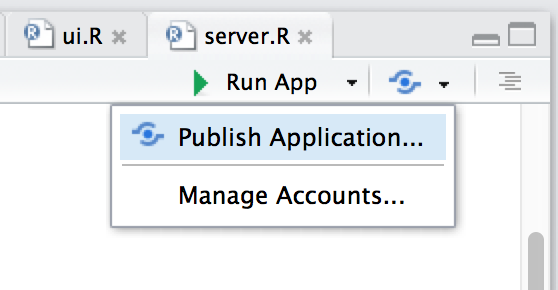 ui.R server.R
Run App
Publish Application...
Manage Accounts...